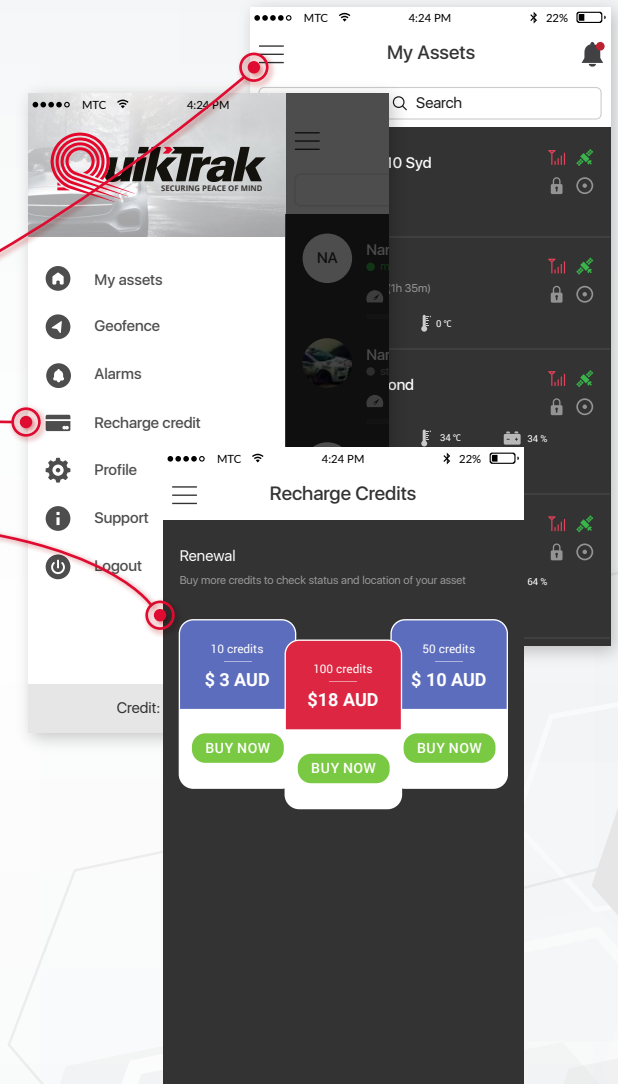 MTC 4:24 PM 22%
My Assets
Search
MTC 4:24 PM
QuikTrak
SECURING PEACE OF MIND
10 Syd
My assets
Geofence
Alarms
Recharge credit
Profile
Support
Logout
Credit:
NA
Nar
(1h 35m)
0 °C
Nar
ond
34 °C 34 %
64 %
MTC 4:24 PM 22%
Recharge Credits
Renewal
Buy more credits to check status and location of your asset
10 credits
$ 3 AUD
BUY NOW
100 credits
$18 AUD
BUY NOW
50 credits
$ 10 AUD
BUY NOW